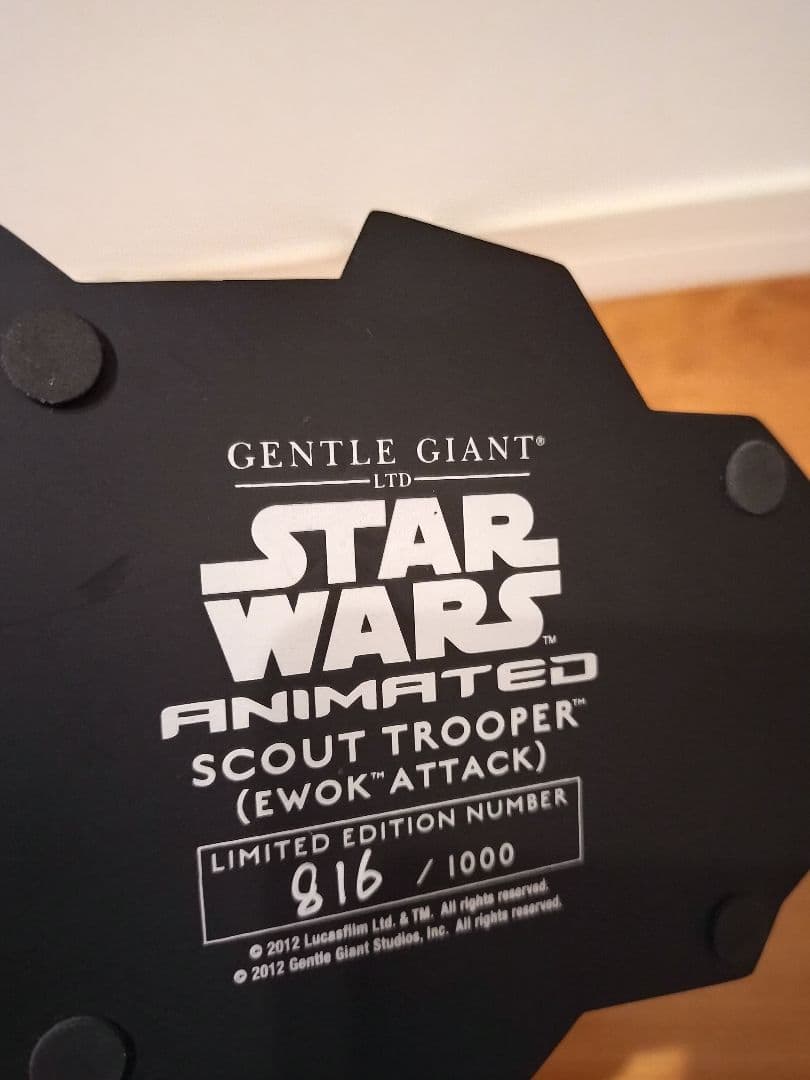 GENTLE GIANT®
LTD
STAR
WARS™
ANIMATED
SCOUT TROOPER™
(EWOK™ ATTACK)
LIMITED EDITION NUMBER
816 / 1000
© 2012 Lucasfilm Ltd. & TM. All rights reserved.
© 2012 Gentle Giant Studios, Inc. All rights reserved.